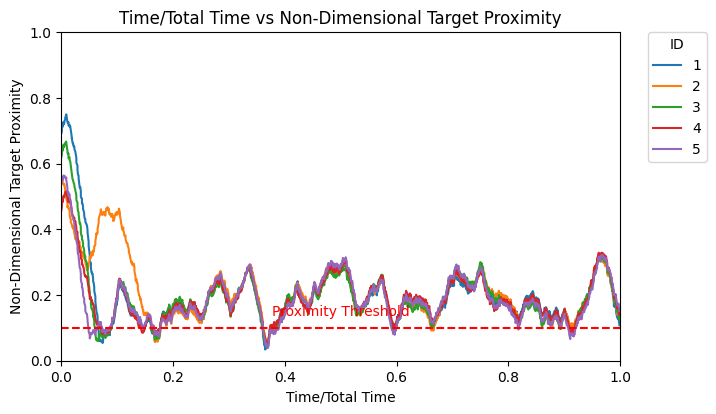 Time/Total Time vs Non-Dimensional Target Proximity
ID
1
2
3
4
5
Non-Dimensional Target Proximity
1.0
0.8
0.6
0.4
0.2
0.0
Proximity Threshold
0.0 0.2 0.4 0.6 0.8 1.0
Time/Total Time